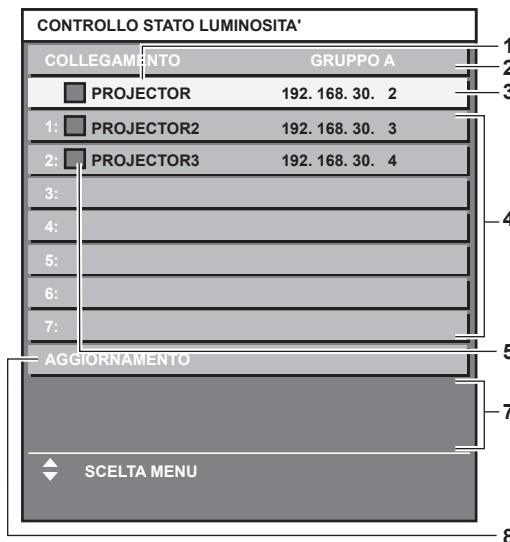 CONTROLLO STATO LUMINOSITA'
COLLEGAMENTO GRUPPO A
PROJECTOR 192. 168. 30. 2
1: PROJECTOR2 192. 168. 30. 3
2: PROJECTOR3 192. 168. 30. 4
3:
4:
5:
6:
7:
AGGIORNAMENTO
SCELTA MENU
1
2
3
4
5
7
8